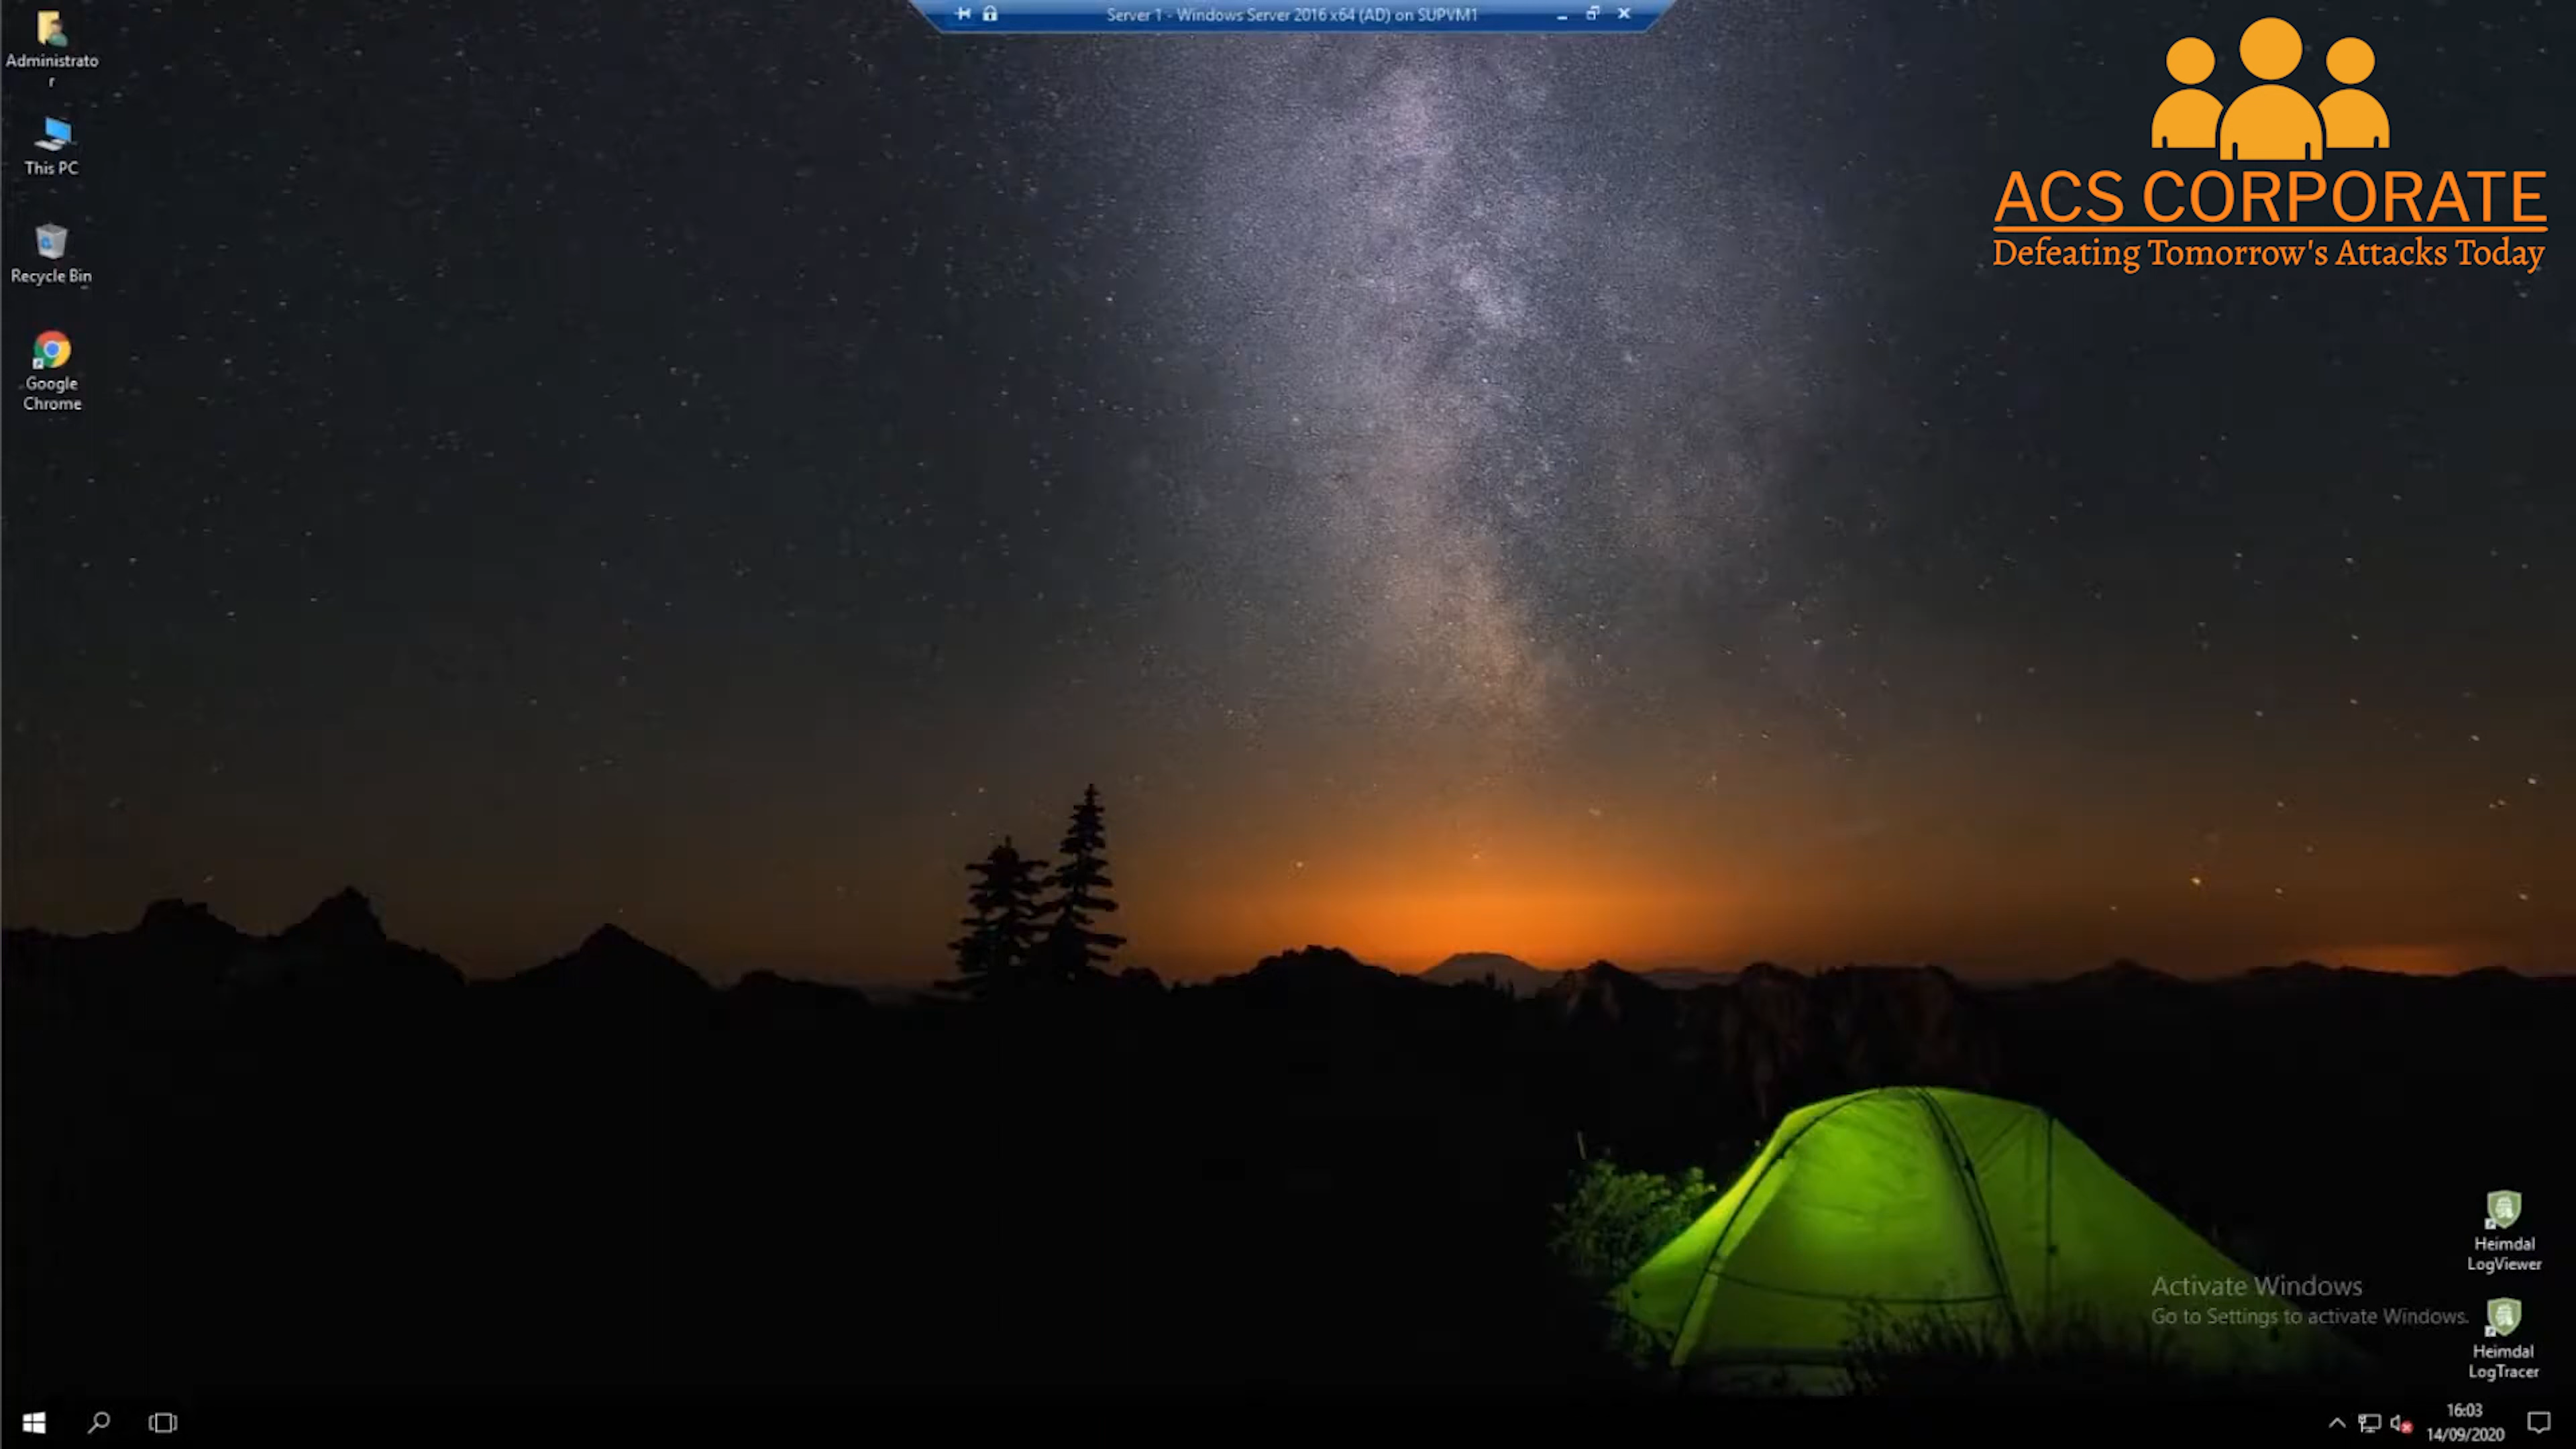 Server 1 - Windows Server 2016 x64 (AD) on SUPVM1
Administrato
r
This PC
Recycle Bin
Google
Chrome
ACS CORPORATE
Defeating Tomorrow's Attacks Today
Heimdal
LogViewer
Activate Windows
Go to Settings to activate Windows.
Heimdal
LogTracer
16:03
14/09/2020